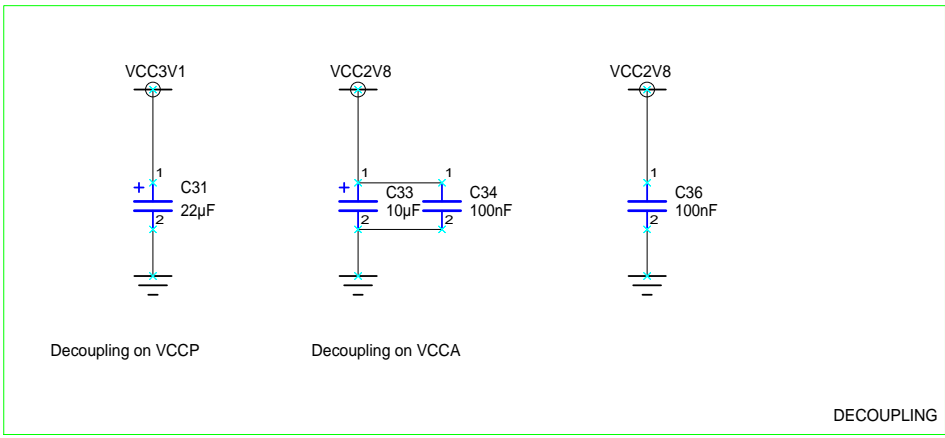 VCC3V1
VCC2V8
VCC2V8
1
1
1
1
+
C31
+
C33
C34
C36
22µF
10µF
100nF
100nF
2
2
2
2
Decoupling on VCCP
Decoupling on VCCA
DECOUPLING